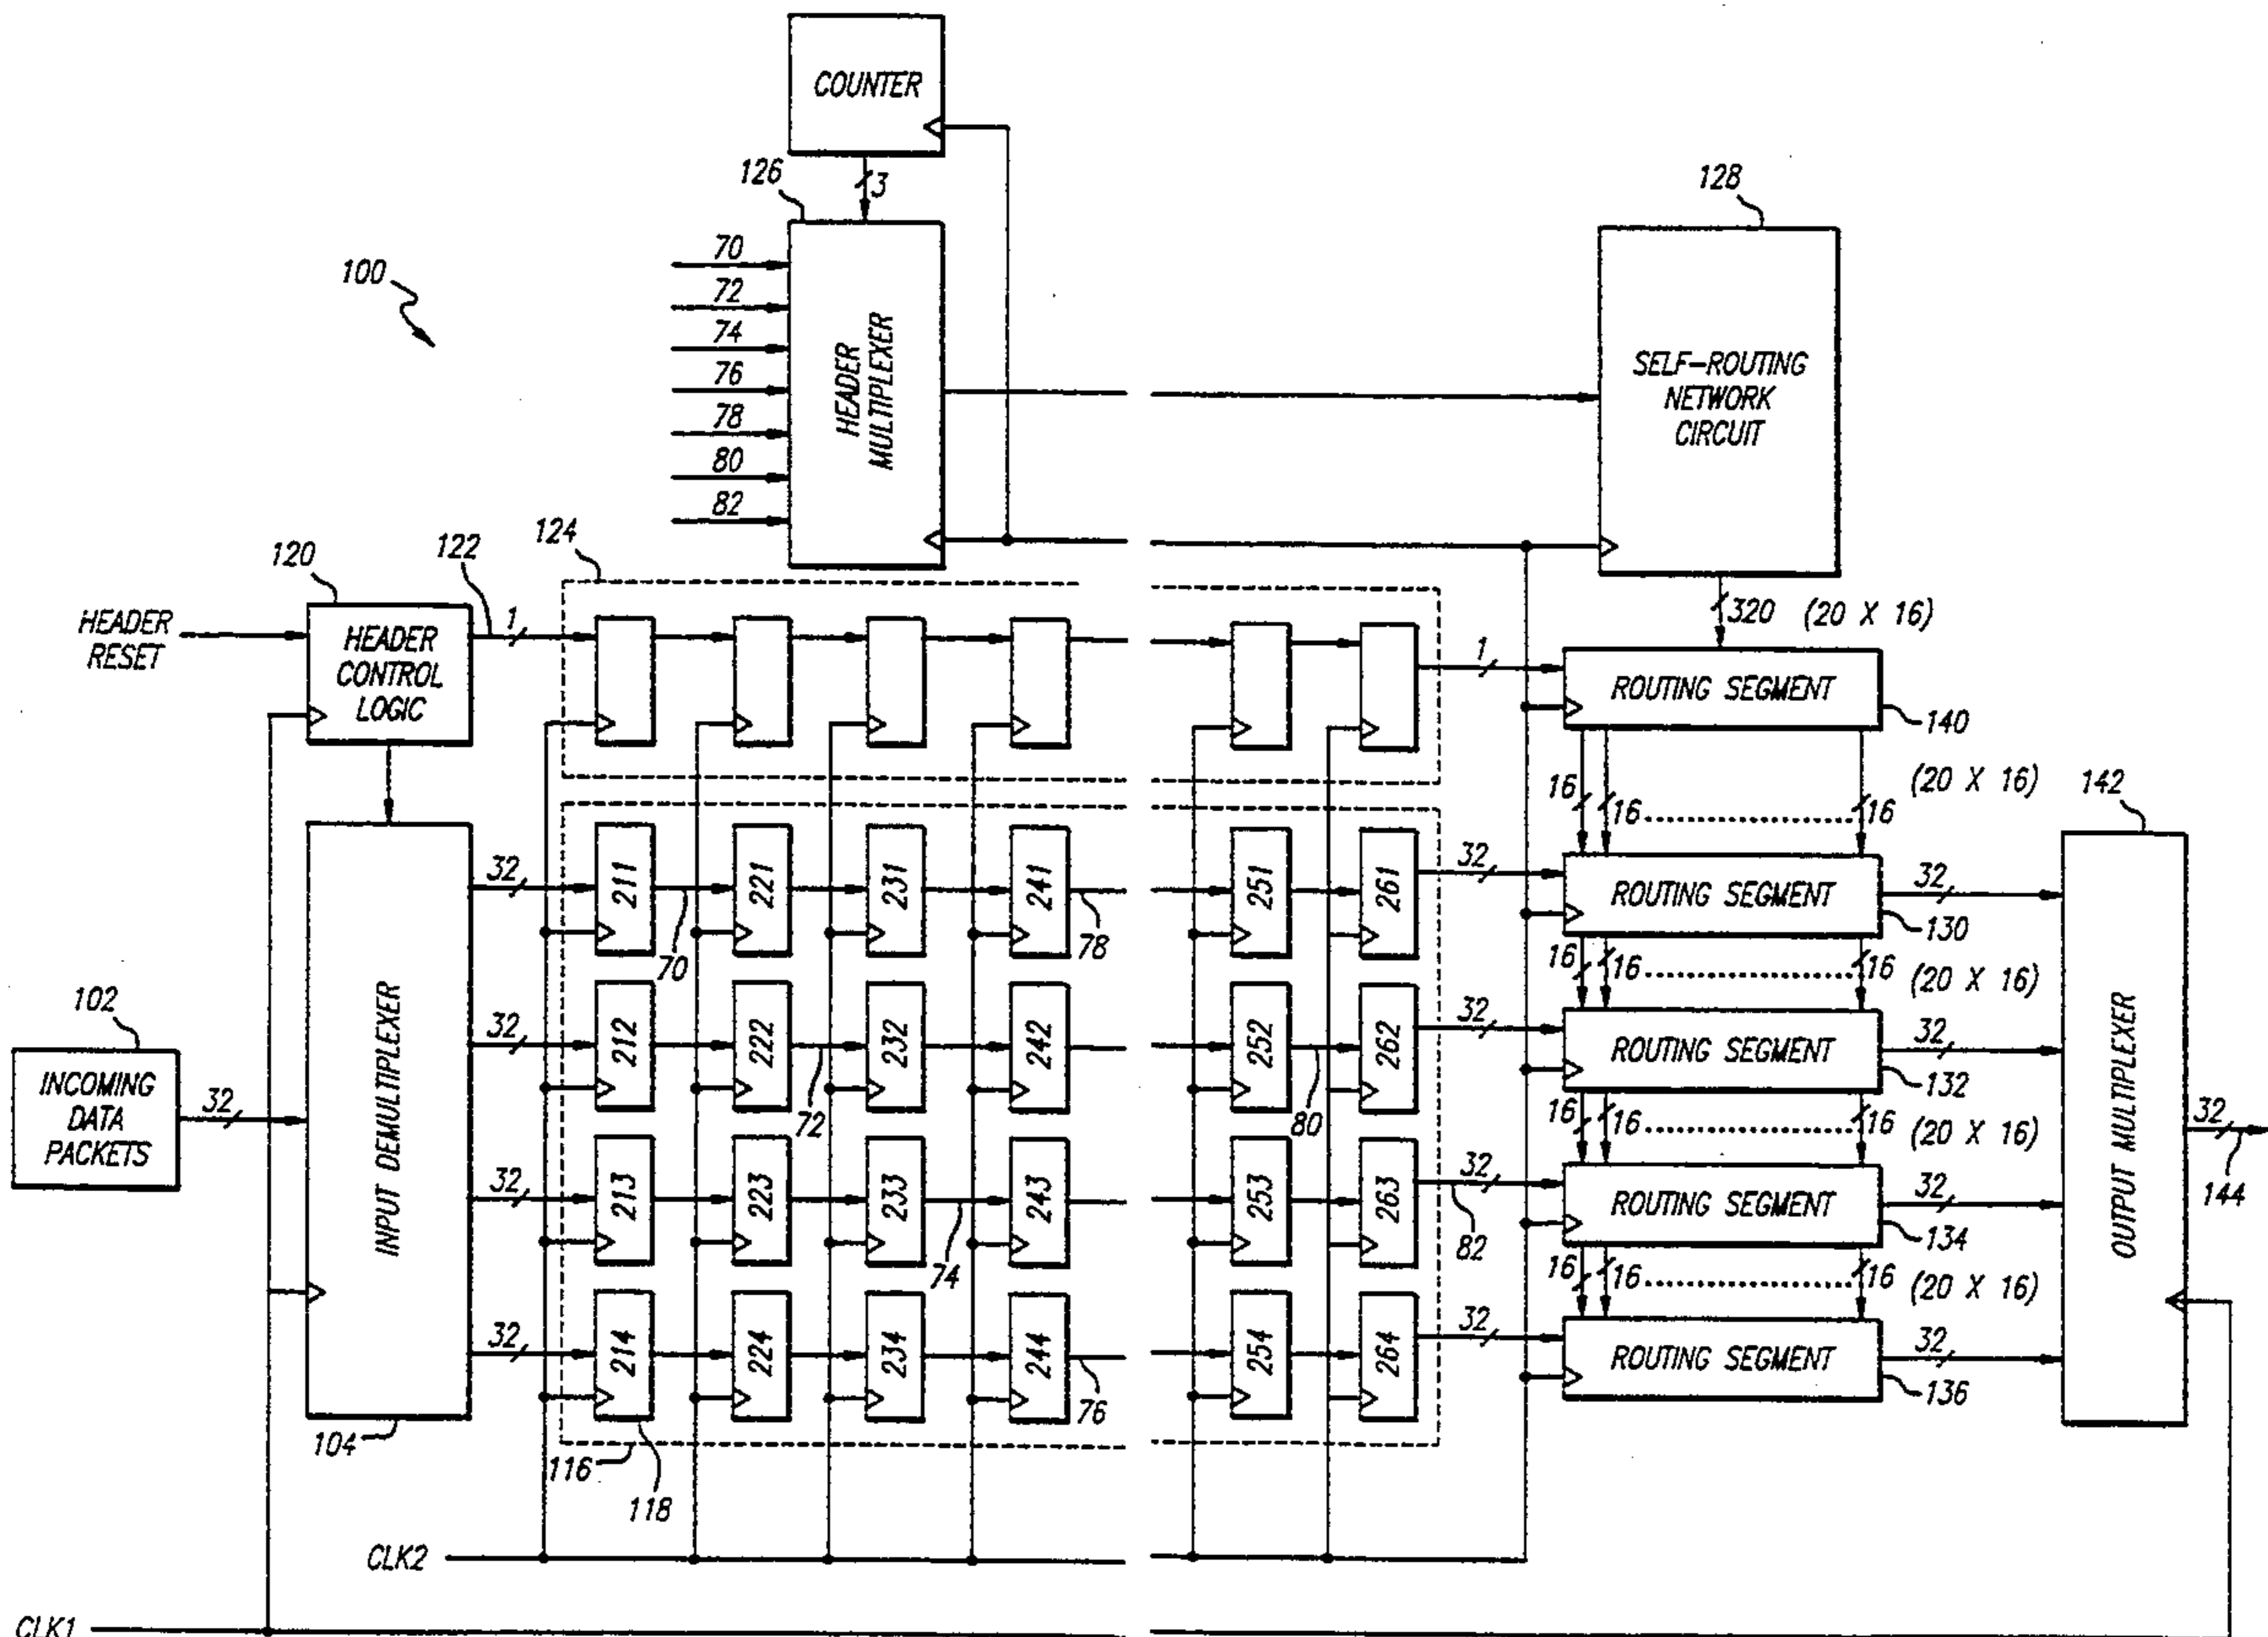 COUNTER
126
3
128
70
72
74
76
78
80
82
HEADER
MULTIPLEXER
100
SELF-ROUTING
NETWORK
CIRCUIT
124
120
122
HEADER
RESET
HEADER
CONTROL
LOGIC
1
320 (20 X 16)
1
ROUTING SEGMENT
140
16 16 16
(20 X 16)
142
32
211
221
231
241
251
261
32
ROUTING SEGMENT
32
70
78
130
16 16 16 (20 X 16)
102
32
212
222
232
242
252
262
32
ROUTING SEGMENT
32
72
80
132
INCOMING
DATA
PACKETS
32
INPUT DEMULTIPLEXER
16 16 16 (20 X 16)
OUTPUT MULTIPLEXER
32
144
32
213
223
233
243
253
263
32
ROUTING SEGMENT
32
74
82
134
16 16 16 (20 X 16)
32
214
224
234
244
254
264
32
ROUTING SEGMENT
32
76
136
104
116
118
CLK2
CLK1